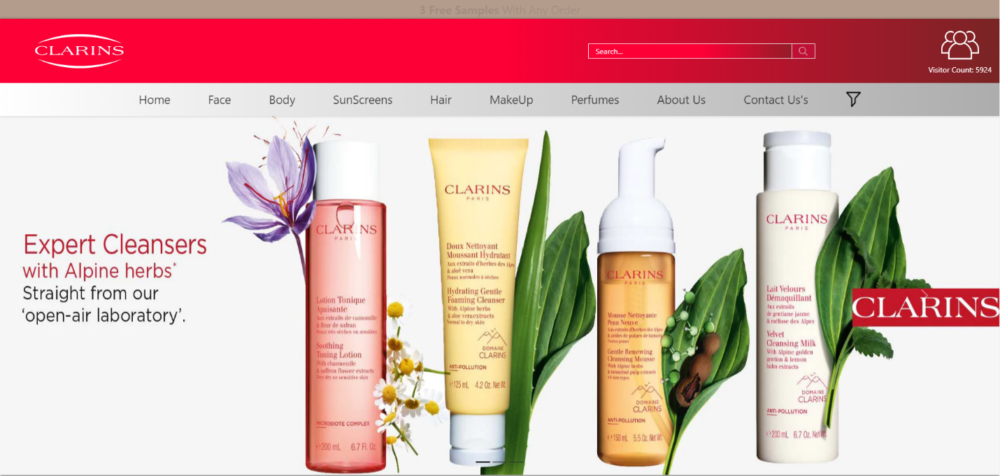 3 Free Samples With Any Order
CLARINS
Search...
Visitor Count: 5924
Home
Face
Body
SunScreens
Hair
MakeUp
Perfumes
About Us
Contact Us's
Expert Cleansers
with Alpine herbs*
Straight from our
‘open-air laboratory’.
CLARINS
PARIS
Lotion Tonique
Apaisante
Aux extraits de camomille
& fleur de safran
Peaux très sèches ou sensibles
Soothing
Toning Lotion
With chamomile
& saffron flower extracts
Very dry or sensitive skin
MICROBIOTE COMPLEX
200 mL 6.7 Fl. Oz.
CLARINS
PARIS
Doux Nettoyant
Moussant Hydratant
Aux extraits d'herbes des Alpes
& aloé vera
Peaux normales à sèches
Hydrating Gentle
Foaming Cleanser
With Alpine herbs
& aloe vera extracts
Normal to dry skin
DOMAINE
CLARINS
ANTI-POLLUTION
e 125 mL 4.2 Oz. Net Wt.
CLARINS
PARIS
Mousse Nettoyante
Peau Neuve
Aux extraits d'herbes des Alpes
& acides de pulpes de tamarin
Toutes peaux
Gentle Renewing
Cleansing Mousse
With Alpine herbs
& tamarind pulp extracts
All skin types
DOMAINE
CLARINS
ANTI-POLLUTION
e 150 mL 5.5 Oz. Net Wt.
CLARINS
PARIS
Lait Velours
Démaquillant
Aux extraits
de gentiane jaune
& mélisse des Alpes
Velvet
Cleansing Milk
With Alpine golden
gentian & lemon
balm extracts
DOMAINE
CLARINS
ANTI-POLLUTION
e 200 mL 6.7 Oz. Net Wt.
CLARINS